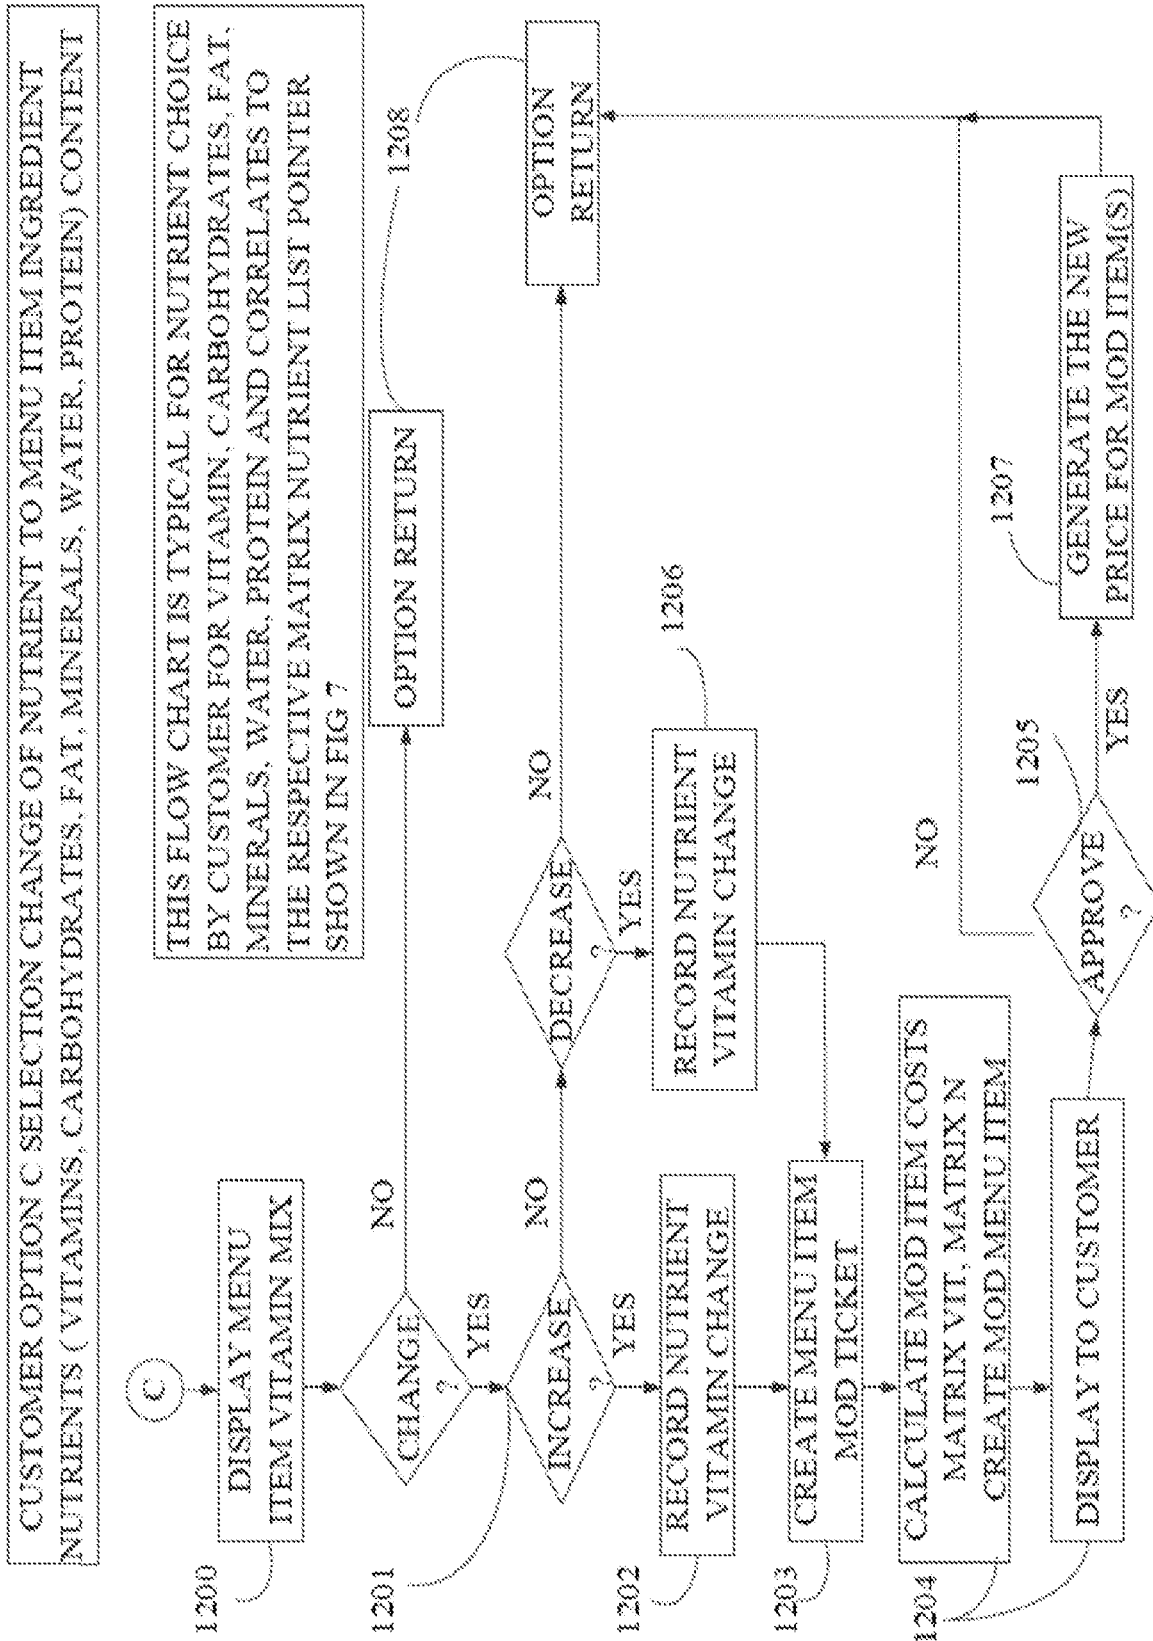 CUSTOMER OPTION C SELECTION CHANGE OF NUTRIENT TO MENU ITEM INGREDIENT
NUTRIENTS ( VITAMINS, CARBOHYDRATES, FAT, MINERALS, WATER, PROTEIN) CONTENT
THIS FLOW CHART IS TYPICAL FOR NUTRIENT CHOICE
BY CUSTOMER FOR VITAMIN, CARBOHYDRATES, FAT,
MINERALS, WATER, PROTEIN AND CORRELATES TO
THE RESPECTIVE MATRIX NUTRIENT LIST POINTER
SHOWN IN FIG 7
C
1200
DISPLAY MENU
ITEM VITAMIN MIX
CHANGE
?
NO
OPTION RETURN
1208
YES
1201
INCREASE
?
NO
DECREASE
?
NO
OPTION
RETURN
YES
YES
1202
RECORD NUTRIENT
VITAMIN CHANGE
RECORD NUTRIENT
VITAMIN CHANGE
1206
1203
CREATE MENU ITEM
MOD TICKET
1204
CALCULATE MOD ITEM COSTS
MATRIX VIT, MATRIX N
CREATE MOD MENU ITEM
DISPLAY TO CUSTOMER
APPROVE
?
1205
NO
YES
1207
GENERATE THE NEW
PRICE FOR MOD ITEM(S)